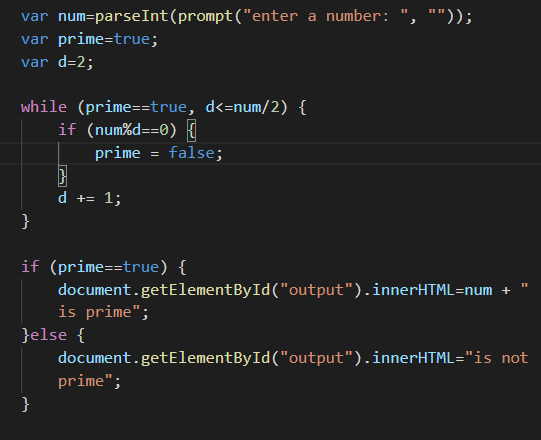 var num=parseInt(prompt("enter a number: ", ""));
var prime=true;
var d=2;
while (prime==true, d<=num/2) {
if (num%d==0) {
prime = false;
}
d += 1;
}
if (prime==true) {
document.getElementById("output").innerHTML=num + "
is prime";
}else {
document.getElementById("output").innerHTML="is not
prime";
}